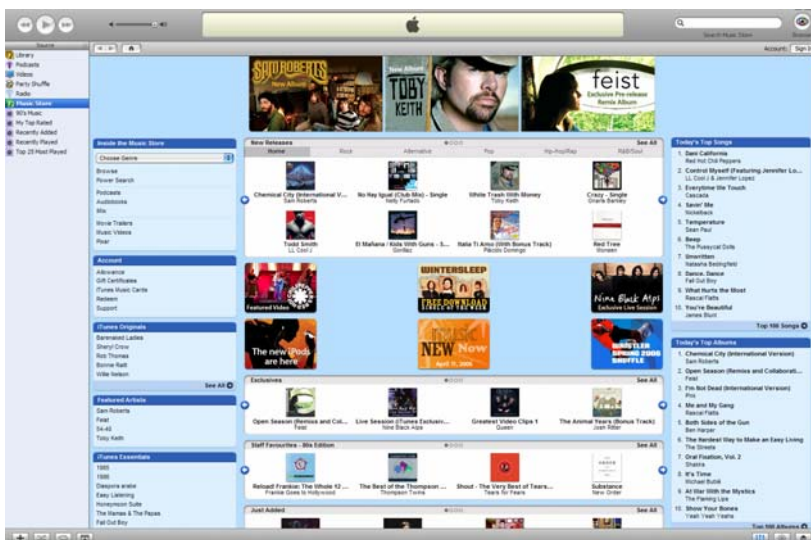 Search Music Store
Browse
Source
Library
Podcasts
Videos
Party Shuffle
Radio
Music Store
90's Music
My Top Rated
Recently Added
Recently Played
Top 25 Most Played
Account: Sign In
SAM ROBERTS
New Album
New Album
TOBY
KEITH
feist
Exclusive Pre-release
Remix Album
Inside the Music Store
Choose Genre
Browse
Power Search
Podcasts
Audiobooks
iMix
Movie Trailers
Music Videos
Pixar
Account
Allowance
Gift Certificates
iTunes Music Cards
Redeem
Support
iTunes Originals
Barenaked Ladies
Sheryl Crow
Rob Thomas
Bonnie Raitt
Willie Nelson
See All
Featured Artists
Sam Roberts
Feist
54-40
Toby Keith
iTunes Essentials
1985
1986
Diaspora arabe
Easy Listening
Honeymoon Suite
The Mamas & The Papas
Fall Out Boy
New Releases
See All
Home Rock Alternative Pop Hip-Hop/Rap R&B/Soul
Chemical City (International V...
Sam Roberts
No Hay Igual (Club Mix) - Single
Nelly Furtado
White Trash With Money
Toby Keith
Crazy - Single
Gnarls Barkley
Todd Smith
LL Cool J
El Mañana / Kids With Guns - S...
Gorillaz
Italia Ti Amo (With Bonus Track)
Plácido Domingo
Red Tree
Moneen
Featured Video
WINTERSLEEP
FREE DOWNLOAD
SINGLE OF THE WEEK
Nine Black Alps
Exclusive Live Session
The new iPods
are here
music
NEW Now
April 11, 2006
WHISTLER
SPRING 2006
SHUFFLE
Exclusives
See All
Open Season (Remixs and Col...
Feist
Live Session (iTunes Exclusiv...
Nine Black Alps
Greatest Video Clips 1
Queen
The Animal Years (Bonus Track)
Josh Ritter
Staff Favourites - 80s Edition
See All
Reload! Frankie: The Whole 12 ...
Frankie Goes to Hollywood
The Best of the Thompson ...
Thompson Twins
Shout - The Very Best of Tears...
Tears for Fears
Substance
New Order
Just Added
See All
Today's Top Songs
1. Dani California
Red Hot Chili Peppers
2. Control Myself (Featuring Jennifer Lo...
LL Cool J & Jennifer Lopez
3. Everytime We Touch
Cascada
4. Savin' Me
Nickelback
5. Temperature
Sean Paul
6. Beep
The Pussycat Dolls
7. Unwritten
Natasha Bedingfield
8. Dance, Dance
Fall Out Boy
9. What Hurts the Most
Rascal Flatts
10. You're Beautiful
James Blunt
Top 100 Songs
Today's Top Albums
1. Chemical City (International Version)
Sam Roberts
2. Open Season (Remixs and Collaborati...
Feist
3. I'm Not Dead (International Version)
P!nk
4. Me and My Gang
Rascal Flatts
5. Both Sides of the Gun
Ben Harper
6. The Hardest Way to Make an Easy Living
The Streets
7. Oral Fixation, Vol. 2
Shakira
8. It's Time
Michael Bublé
9. At War With the Mystics
The Flaming Lips
10. Show Your Bones
Yeah Yeah Yeahs
Top 100 Albums